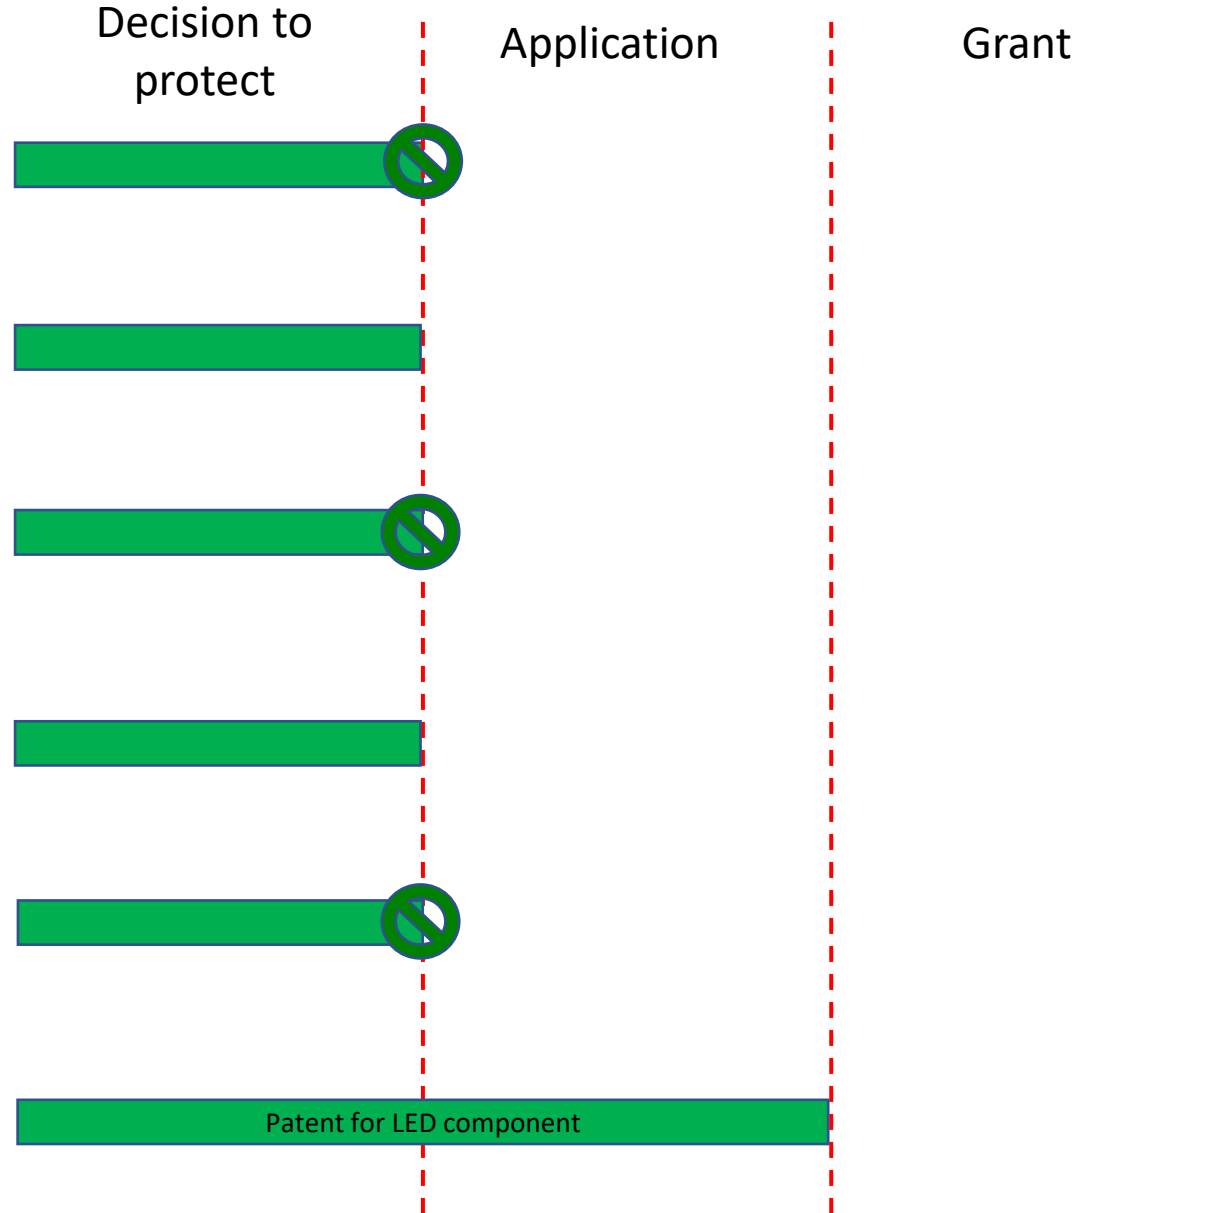 Decision to
protect
Application
Grant
Patent for LED component